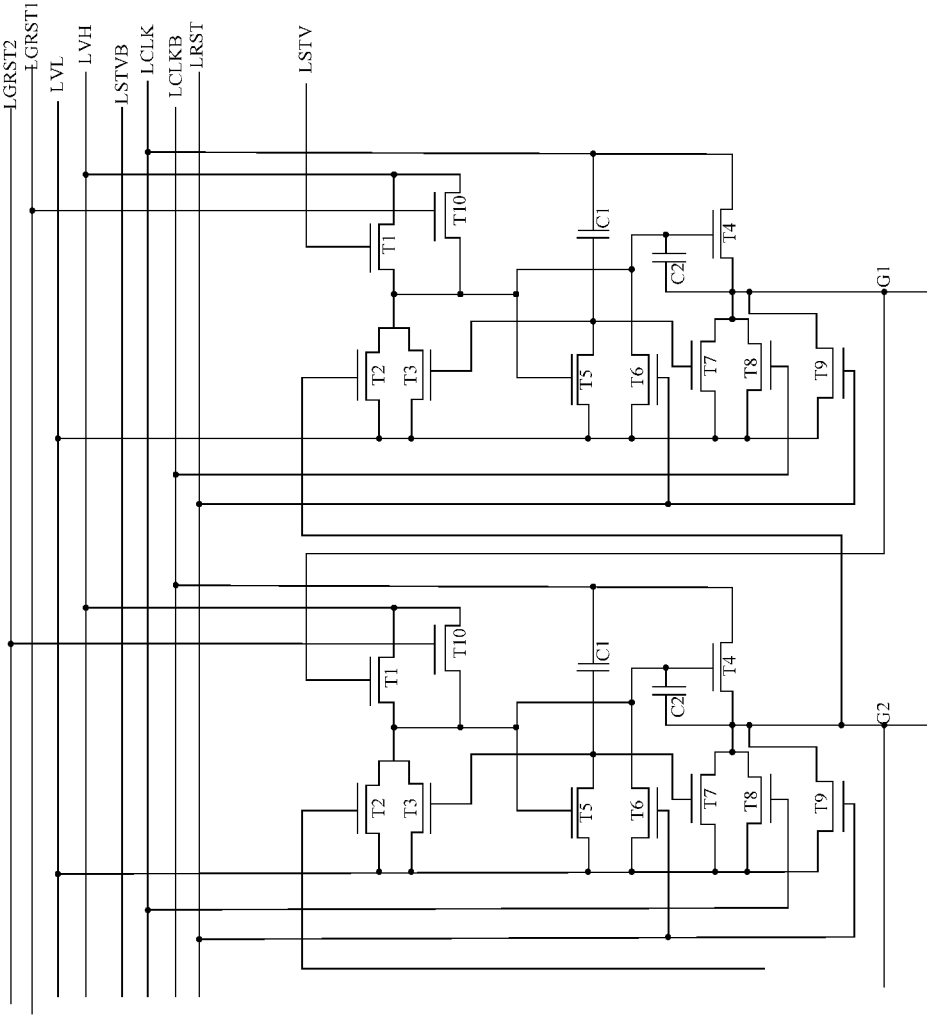 LGRST2
LGRST1
LVL
LVH
LSTVB
LCLK
LCLKB
LRST
LSTV
T10
T1
C1
T4
C2
G1
T2
T3
T5
T6
T7
T8
T9
T10
T1
C1
T4
C2
G2
T2
T3
T5
T6
T7
T8
T9